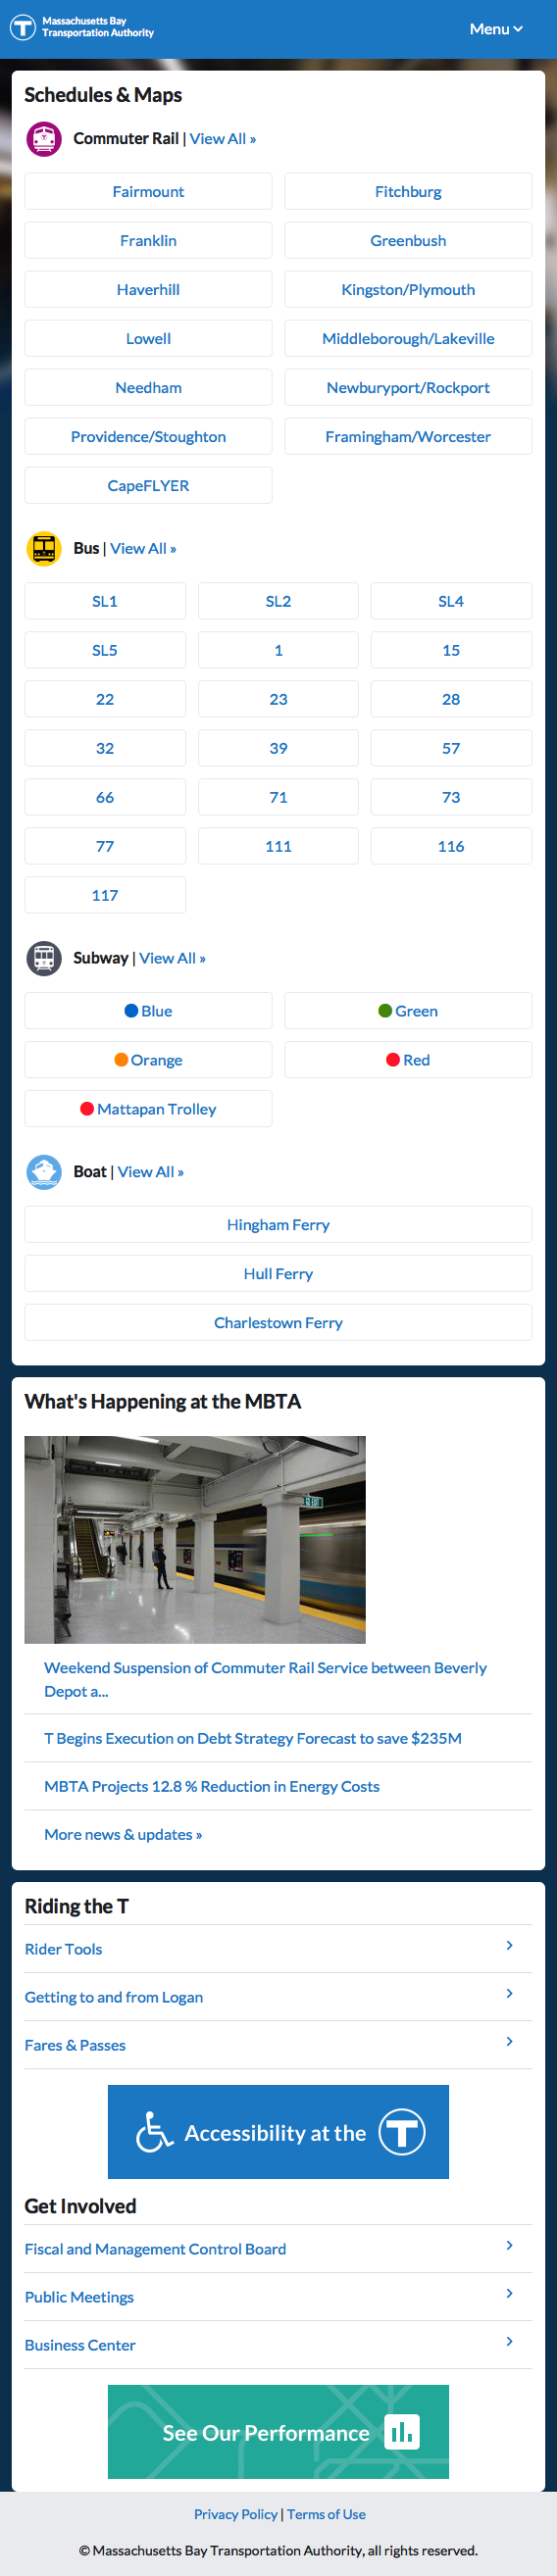 Massachusetts Bay
Transportation Authority
Menu
Schedules & Maps
Commuter Rail | View All »
Fairmount
Fitchburg
Franklin
Greenbush
Haverhill
Kingston/Plymouth
Lowell
Middleborough/Lakeville
Needham
Newburyport/Rockport
Providence/Stoughton
Framingham/Worcester
CapeFLYER
Bus | View All »
SL1
SL2
SL4
SL5
1
15
22
23
28
32
39
57
66
71
73
77
111
116
117
Subway | View All »
Blue
Green
Orange
Red
Mattapan Trolley
Boat | View All »
Hingham Ferry
Hull Ferry
Charlestown Ferry
What's Happening at the MBTA
Weekend Suspension of Commuter Rail Service between Beverly
Depot a...
T Begins Execution on Debt Strategy Forecast to save $235M
MBTA Projects 12.8 % Reduction in Energy Costs
More news & updates »
Riding the T
Rider Tools
Getting to and from Logan
Fares & Passes
Accessibility at the T
Get Involved
Fiscal and Management Control Board
Public Meetings
Business Center
See Our Performance
Privacy Policy | Terms of Use
© Massachusetts Bay Transportation Authority, all rights reserved.